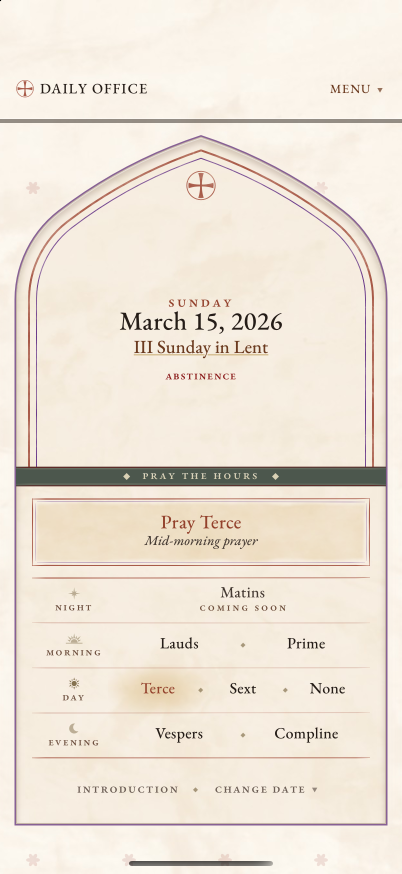 DAILY OFFICE
MENU ▼
SUNDAY
March 15, 2026
III Sunday in Lent
ABSTINENCE
◆ PRAY THE HOURS ◆
Pray Terce
Mid-morning prayer
NIGHT
Matins
COMING SOON
MORNING
Lauds ◆ Prime
DAY
Terce ◆ Sext ◆ None
EVENING
Vespers ◆ Compline
INTRODUCTION ◆ CHANGE DATE ▼